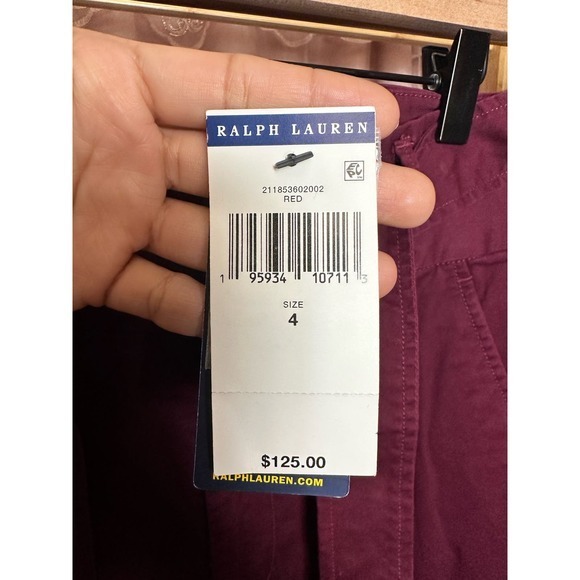 RALPH LAUREN
211853602002
RED
1 95934 10711 3
SIZE
4
$125.00
RALPHLAUREN.COM